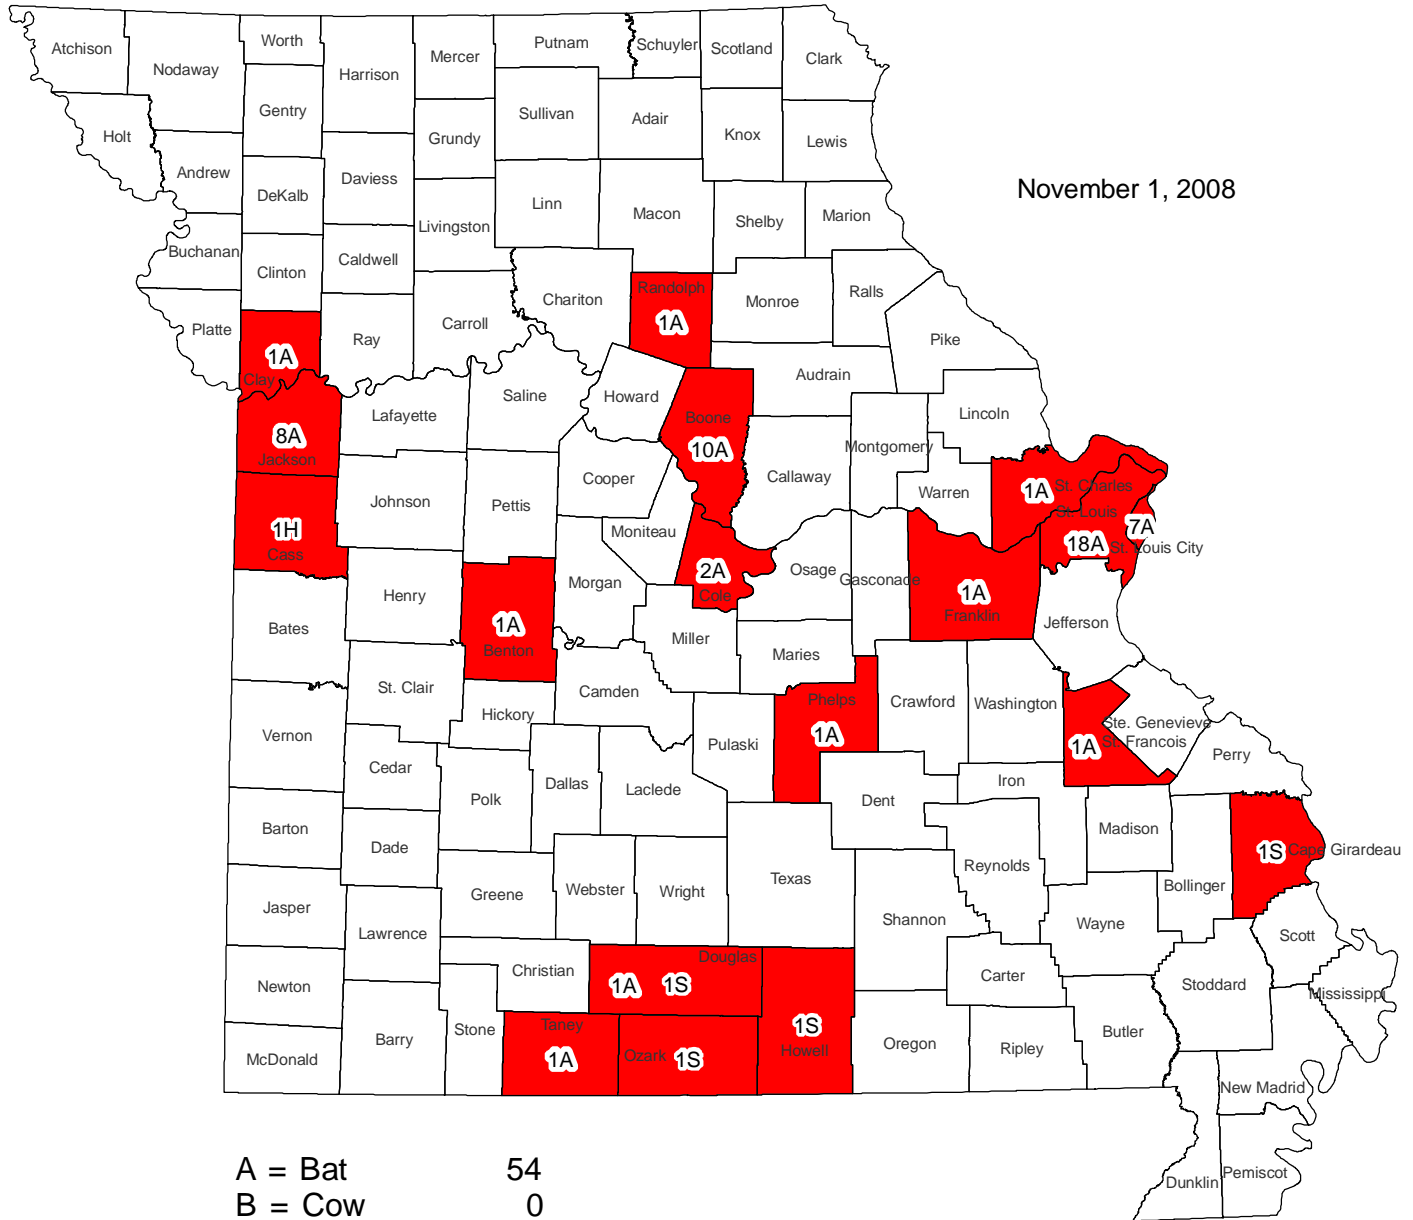 Atchison
Nodaway
Worth
Harrison
Mercer
Putnam
Schuyler
Scotland
Clark
Gentry
Sullivan
Adair
Knox
Lewis
Holt
Andrew
DeKalb
Daviess
Grundy
November 1, 2008
Linn
Macon
Shelby
Marion
Livingston
Buchanan
Clinton
Caldwell
Chariton
Randolph
1A
Monroe
Ralls
Platte
1A
Clay
Ray
Carroll
Pike
Audrain
Saline
Howard
Lafayette
Boone
10A
Lincoln
8A
Jackson
Montgomery
Callaway
Cooper
Warren
1A
St. Charles
St. Louis
18A
7A
St. Louis City
Johnson
Pettis
1H
Cass
Moniteau
2A
Cole
Osage
Gasconade
1A
Franklin
Jefferson
Henry
Morgan
1A
Benton
Bates
Miller
Maries
St. Clair
Camden
Phelps
1A
Crawford
Washington
Hickory
Ste. Genevieve
St. Francois
1A
Vernon
Pulaski
Perry
Cedar
Dallas
Laclede
Polk
Dent
Iron
Barton
Dade
Madison
1S
Cape Girardeau
Reynolds
Texas
Bollinger
Greene
Webster
Wright
Jasper
Shannon
Wayne
Lawrence
Scott
Christian
Douglas
1A
1S
Carter
Newton
Stoddard
Mississippi
Stone
Taney
1A
Ozark
1S
1S
Howell
Barry
Oregon
Ripley
Butler
McDonald
New Madrid
A = Bat 54
Dunklin
Pemiscot
B = Cow 0